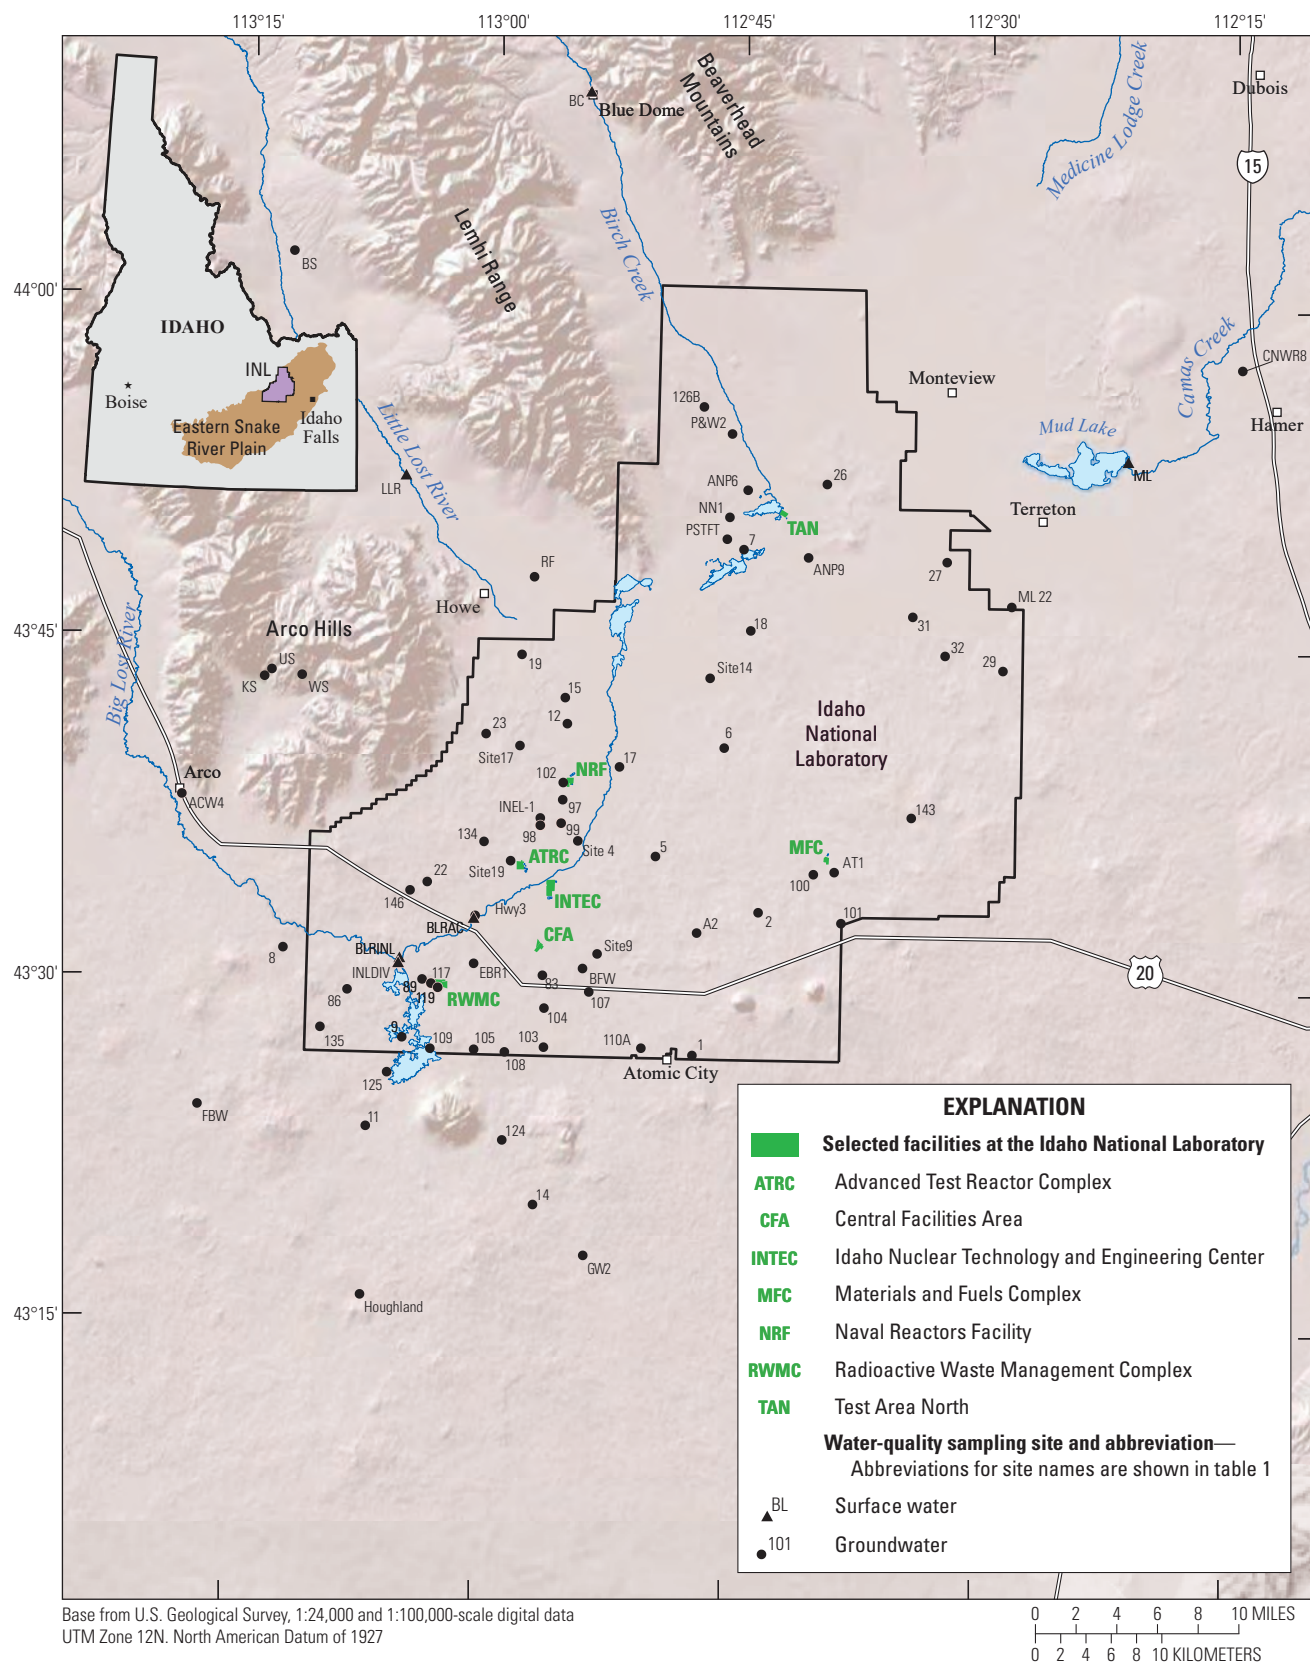 113°15'
113°00'
112°45'
112°30'
112°15'
Dubois
BC
Blue Dome
Beaverhead
Mountains
Medicine Lodge Creek
15
Birch Creek
Lemhi Range
BS
44°00'
IDAHO
INL
Boise
Idaho
Falls
Eastern Snake
River Plain
CNWR8
Camas Creek
Monteview
Hamer
126B
P&W2
Mud Lake
ML
Little Lost River
LLR
ANP6
26
NN1
TAN
Terreton
PSTFT
7
ANP9
27
RF
Howe
ML 22
31
43°45'
Arco Hills
18
32
US
19
29
KS
WS
Site14
Big Lost River
15
12
Idaho
National
Laboratory
23
6
Site17
17
Arco
102
NRF
ACW4
INEL-1
97
143
98
99
134
Site 4
5
MFC
Site19
ATRC
AT1
22
100
146
INTEC
Hwy3
2
101
BLRAC
CFA
A2
8
BLRINL
Site9
43°30'
INLDIV
117
EBR1
BFW
20
89
83
86
119
RWMC
107
104
9
135
109
105
103
110A
1
108
Atomic City
125
FBW
11
124
14
GW2
43°15'
Houghland
EXPLANATION
Selected facilities at the Idaho National Laboratory
ATRC Advanced Test Reactor Complex
CFA Central Facilities Area
INTEC Idaho Nuclear Technology and Engineering Center
MFC Materials and Fuels Complex
NRF Naval Reactors Facility
RWMC Radioactive Waste Management Complex
TAN Test Area North
Water-quality sampling site and abbreviation—
Abbreviations for site names are shown in table 1
BL Surface water
101 Groundwater
Base from U.S. Geological Survey, 1:24,000 and 1:100,000-scale digital data
UTM Zone 12N. North American Datum of 1927
0 2 4 6 8 10 MILES
0 2 4 6 8 10 KILOMETERS